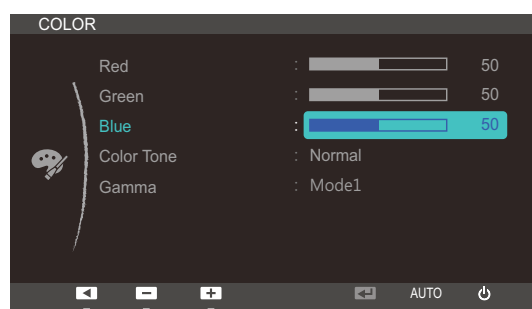 COLOR
Red : 50
Green : 50
Blue : 50
Color Tone : Normal
Gamma : Mode1
AUTO